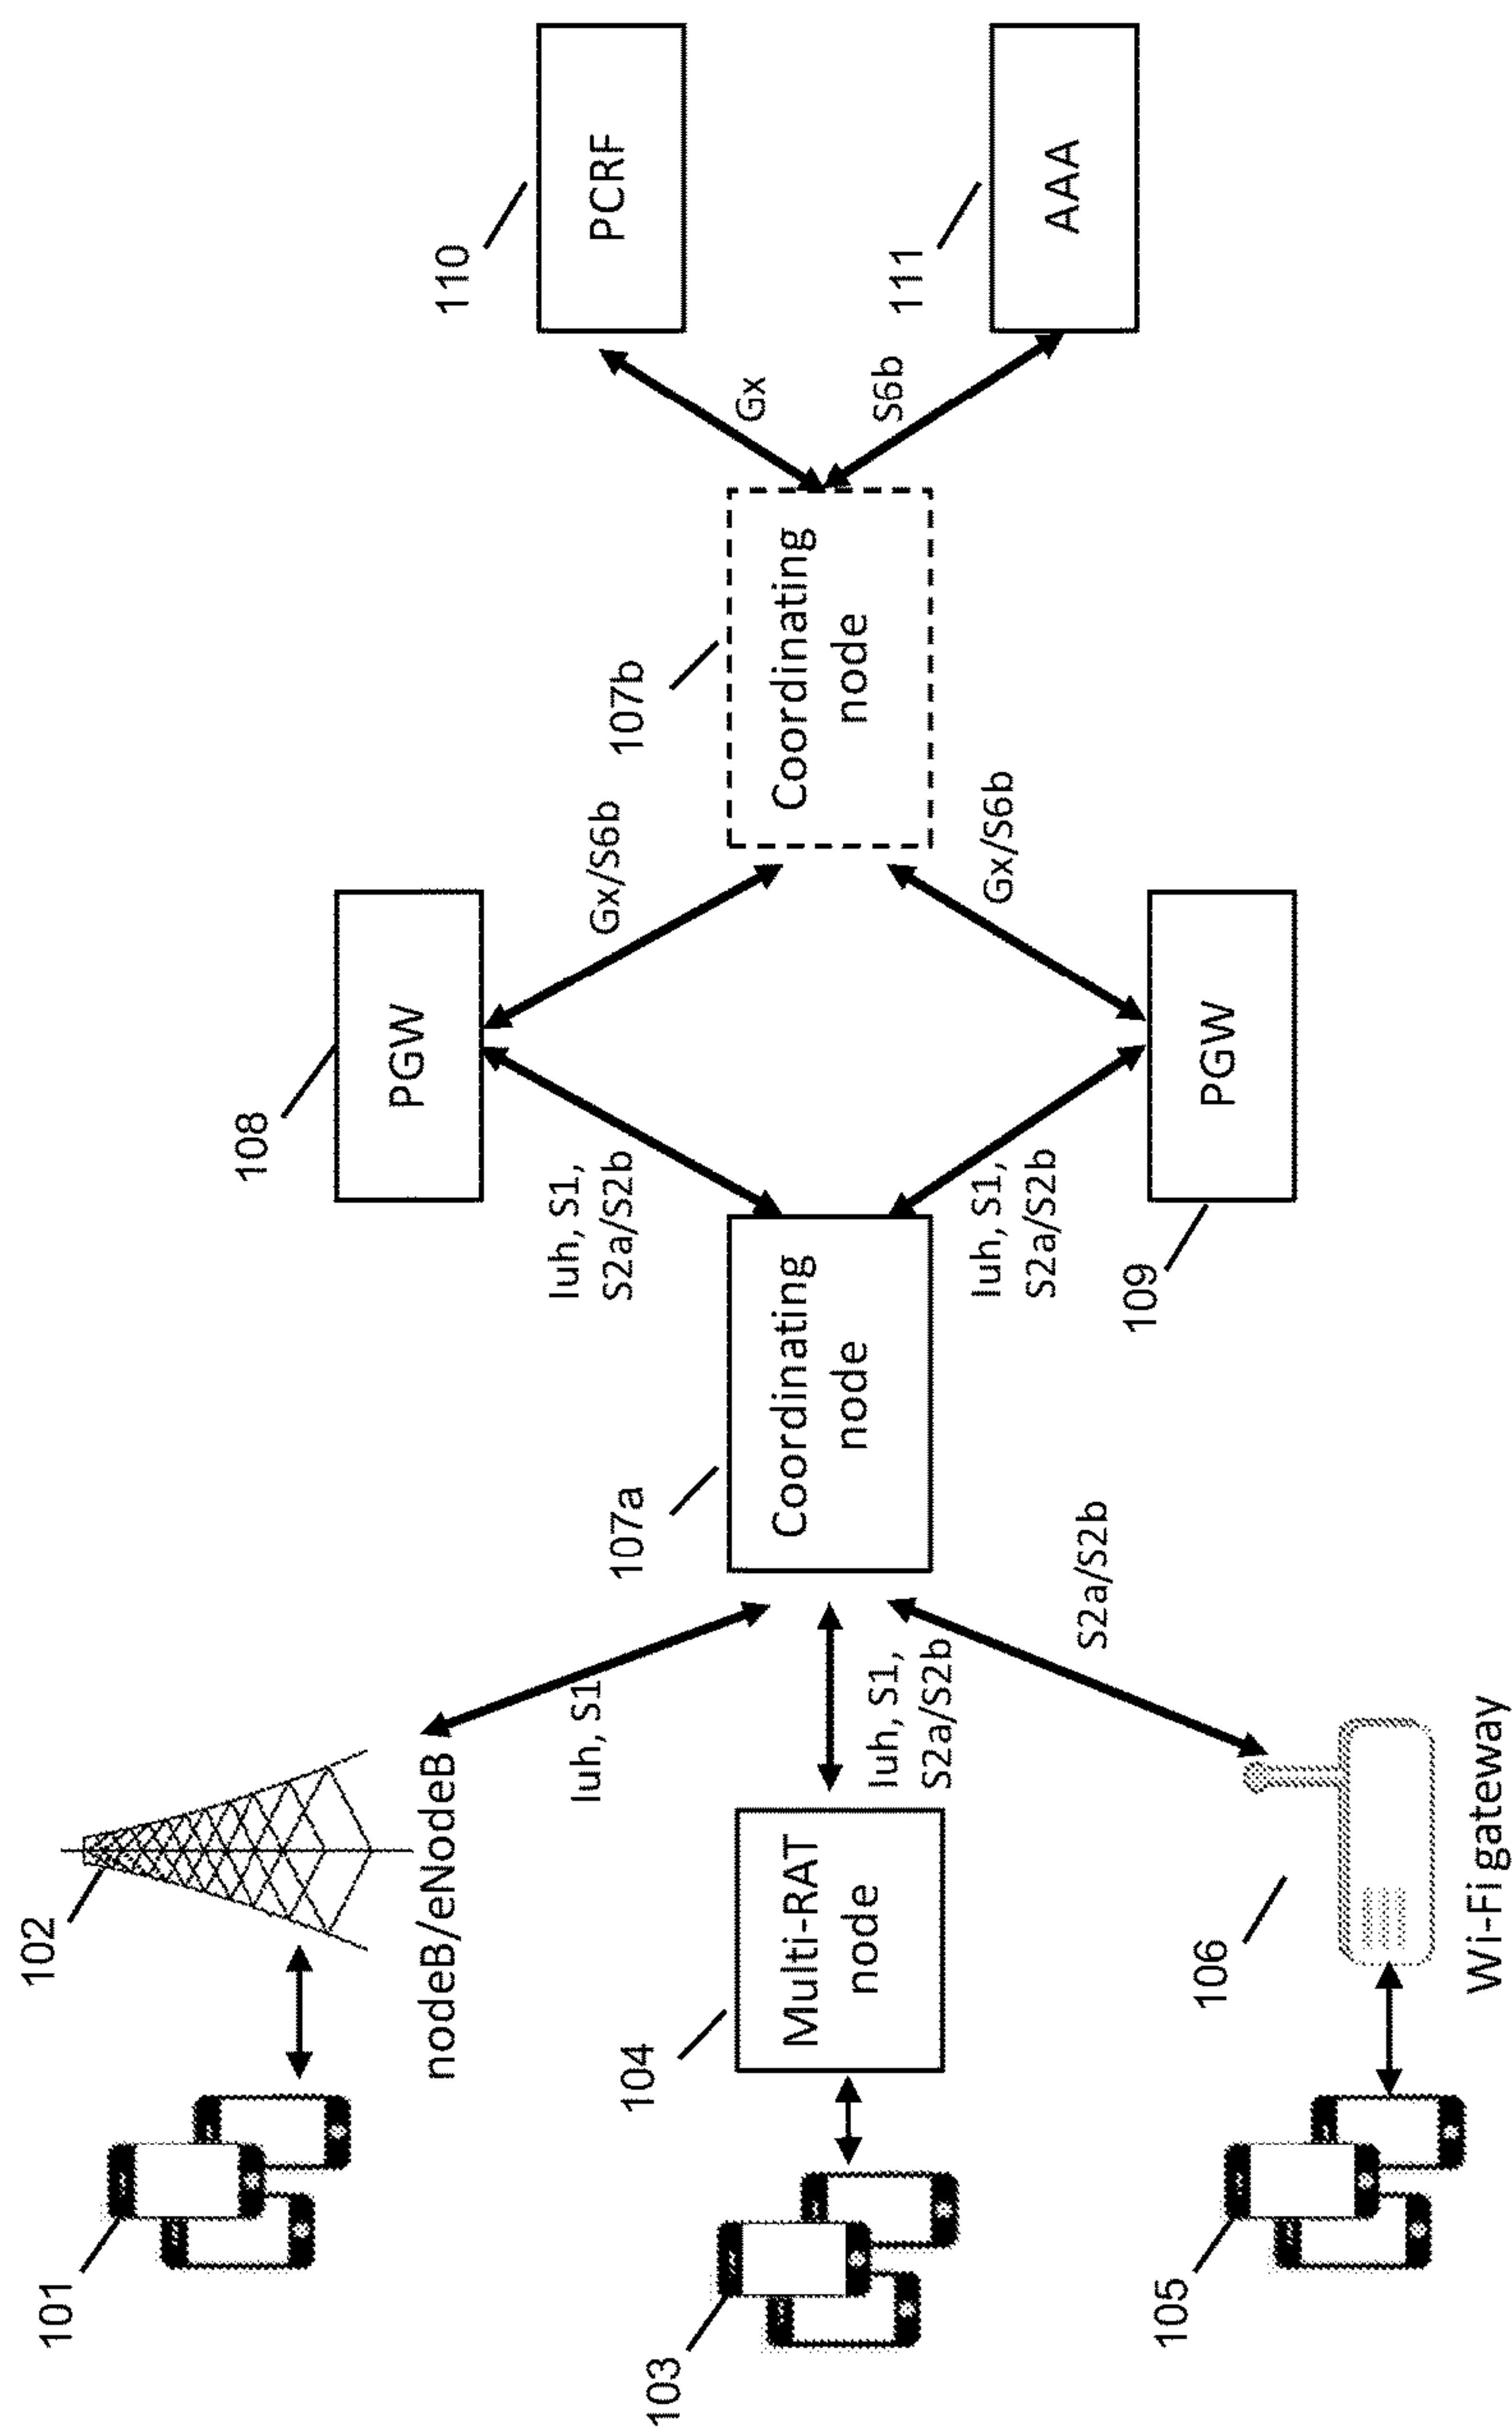 101
102
nodeB/eNodeB
Iuh, S1
103
104
Multi-RAT
node
Iuh, S1,
S2a/S2b
105
106
Wi-Fi gateway
S2a/S2b
107a
Coordinating
node
Iuh, S1,
S2a/S2b
Iuh, S1,
S2a/S2b
108
PGW
109
PGW
Gx/S6b
Gx/S6b
107b
Coordinating
node
Gx
S6b
110
PCRF
111
AAA